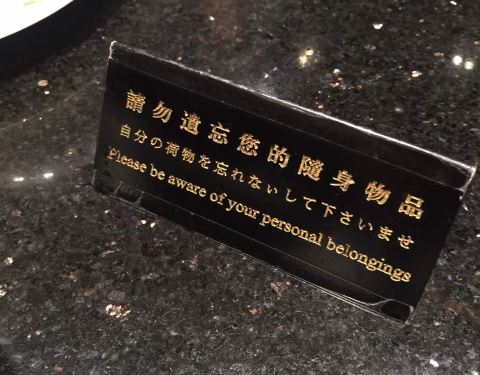 請勿遺忘您的隨身物品
自分の荷物を忘れないして下さいませ
Please be aware of your personal belongings